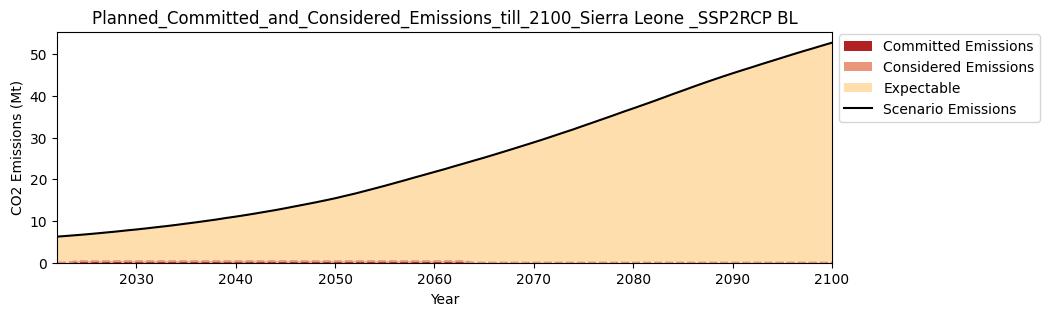 Planned_Committed_and_Considered_Emissions_till_2100_Sierra Leone _SSP2RCP BL
Committed Emissions
Considered Emissions
Expectable
Scenario Emissions
CO2 Emissions (Mt)
50
40
30
20
10
0
2030
2040
2050
2060
2070
2080
2090
2100
Year